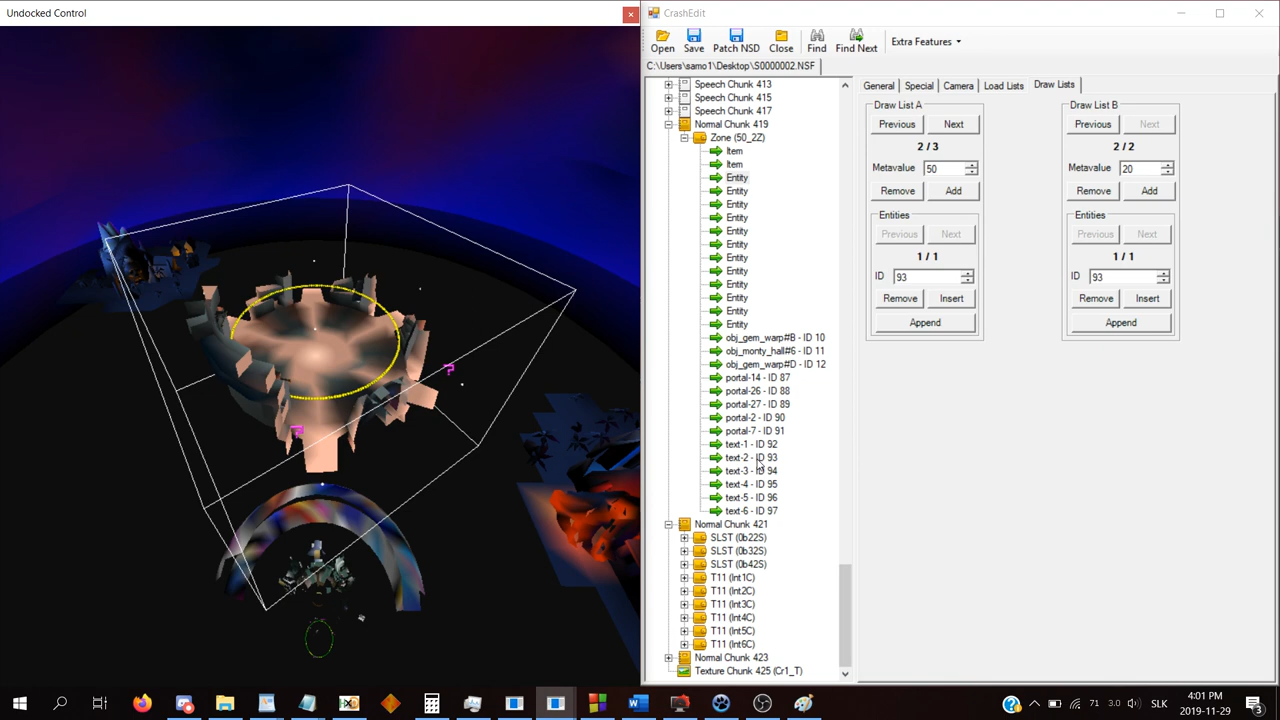 Undocked Control
CrashEdit
Open Save Patch NSD Close Find Find Next Extra Features
C:\Users\samo1\Desktop\S0000002.NSF
Speech Chunk 413
Speech Chunk 415
Speech Chunk 417
Normal Chunk 419
Zone (50_2Z)
Item
Item
Entity
Entity
Entity
Entity
Entity
Entity
Entity
Entity
Entity
Entity
Entity
Entity
obj_gem_warp#B - ID 10
obj_monty_hall#6 - ID 11
obj_gem_warp#D - ID 12
portal-14 - ID 87
portal-26 - ID 88
portal-27 - ID 89
portal-2 - ID 90
portal-7 - ID 91
text-1 - ID 92
text-2 - ID 93
text-3 - ID 94
text-4 - ID 95
text-5 - ID 96
text-6 - ID 97
Normal Chunk 421
SLST (0b22S)
SLST (0b32S)
SLST (0b42S)
T11 (Int1C)
T11 (Int2C)
T11 (Int3C)
T11 (Int4C)
T11 (Int5C)
T11 (Int6C)
Normal Chunk 423
Texture Chunk 425 (Cr1_T)
General Special Camera Load Lists Draw Lists
Draw List A
Previous Next
2 / 3
Metavalue 50
Remove Add
Entities
Previous Next
1 / 1
ID 93
Remove Insert
Append
Draw List B
Previous Next
2 / 2
Metavalue 20
Remove Add
Entities
Previous Next
1 / 1
ID 93
Remove Insert
Append
71 3.0 SLK
4:01 PM
2019-11-29
3